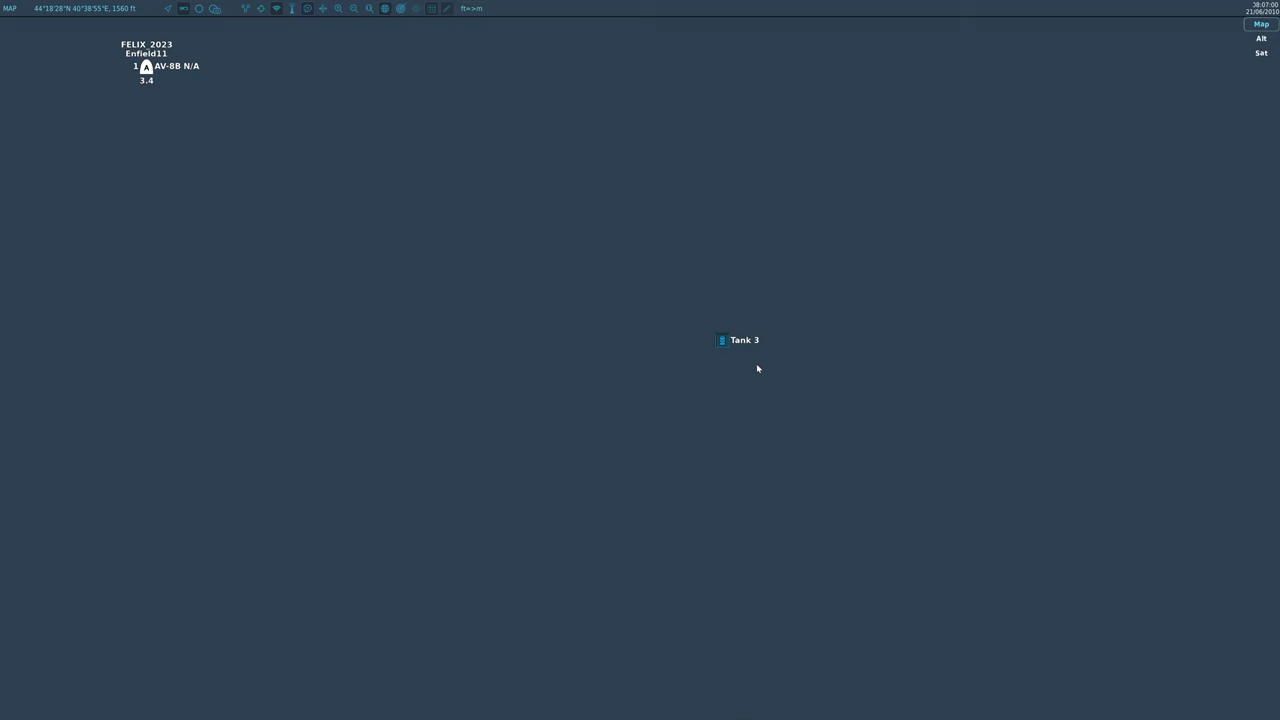 MAP 44°18'28"N 40°38'55"E, 1560 ft ft=>m 38:07:00
21/06/2010
Map
Alt
Sat
FELIX_2023
Enfield11
1 A AV-8B N/A
3.4
Tank 3